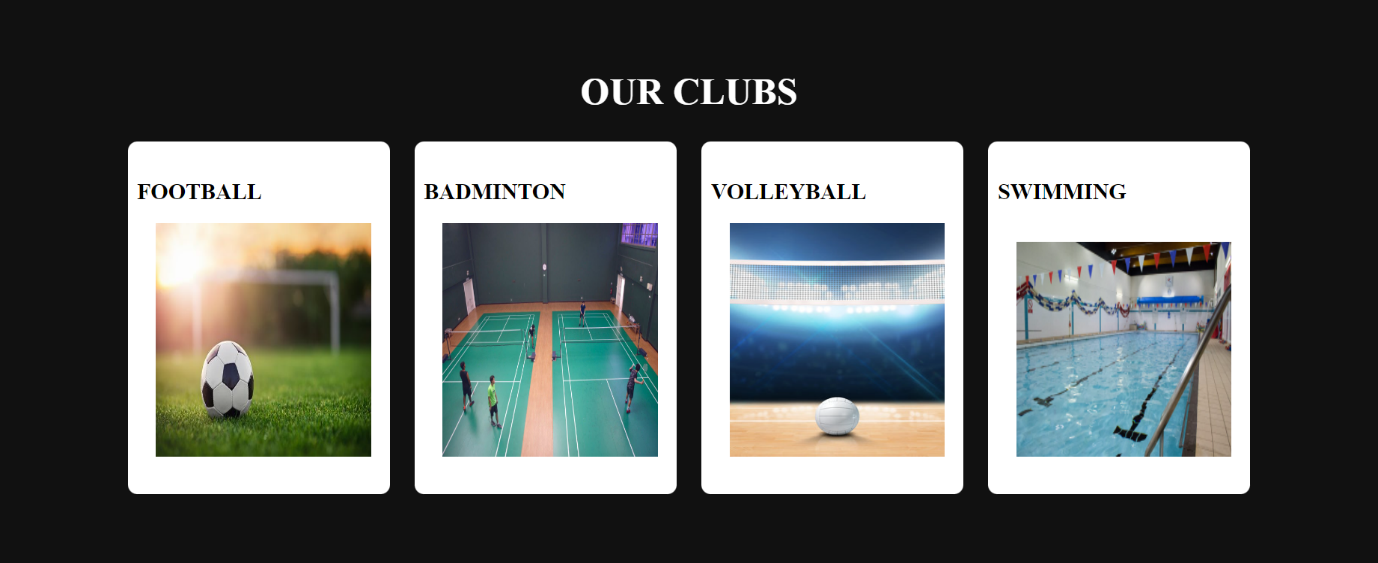 OUR CLUBS
FOOTBALL
BADMINTON
VOLLEYBALL
SWIMMING